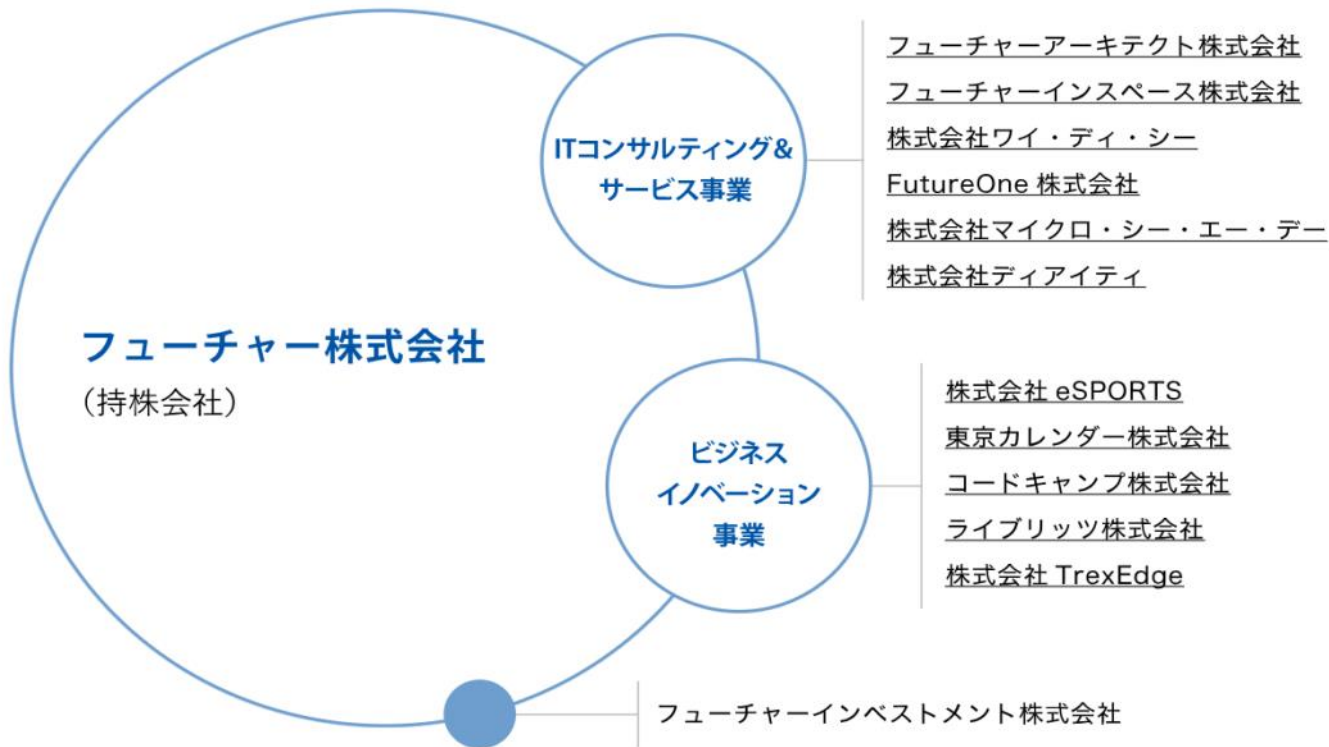 フューチャー株式会社
（持株会社）
ITコンサルティング&
サービス事業
フューチャーアーキテクト株式会社
フューチャーインスペース株式会社
株式会社ワイ・ディ・シー
FutureOne 株式会社
株式会社マイクロ・シー・エー・デー
株式会社ディアイティ
ビジネス
イノベーション
事業
株式会社 eSPORTS
東京カレンダー株式会社
コードキャンプ株式会社
ライブリッツ株式会社
株式会社 TrexEdge
フューチャーインベストメント株式会社